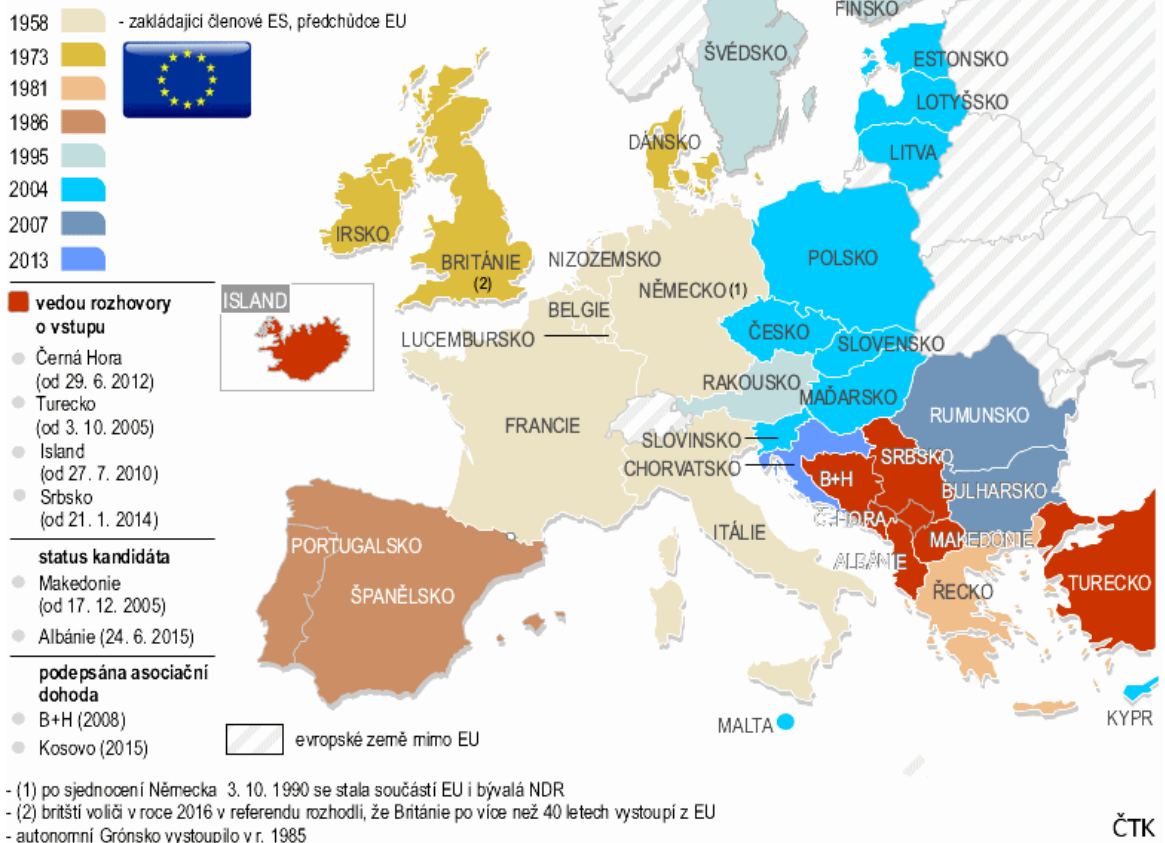 1958
- zakládající členové ES, předchůdce EU
1973
1981
1986
1995
2004
2007
2013
vedou rozhovory
o vstupu
Černá Hora
(od 29. 6. 2012)
Turecko
(od 3. 10. 2005)
Island
(od 27. 7. 2010)
Srbsko
(od 21. 1. 2014)
status kandidáta
Makedonie
(od 17. 12. 2005)
Albánie (24. 6. 2015)
podepsána asociační
dohoda
B+H (2008)
Kosovo (2015)
ISLAND
FINSKO
ŠVÉDSKO
ESTONSKO
LOTYŠSKO
LITVA
DÁNSKO
IRSKO
BRITÁNIE
(2)
NIZOZEMSKO
NĚMECKO (1)
POLSKO
BELGIE
LUCEMBURSKO
ČESKO
SLOVENSKO
RAKOUSKO
MAĎARSKO
FRANCIE
RUMUNSKO
SLOVINSKO
CHORVATSKO
SRBSKO
B+H
BULHARSKO
Č. HORA
ITÁLIE
MAKEDONIE
ALBÁNIE
PORTUGALSKO
ŠPANĚLSKO
ŘECKO
TURECKO
MALTA
KYPR
evropské země mimo EU
- (1) po sjednocení Německa 3. 10. 1990 se stala součástí EU i bývalá NDR
- (2) britští voliči v roce 2016 v referendu rozhodli, že Británie po více než 40 letech vystoupí z EU
- autonomní Grónsko vystoupilo v r. 1985
ČTK